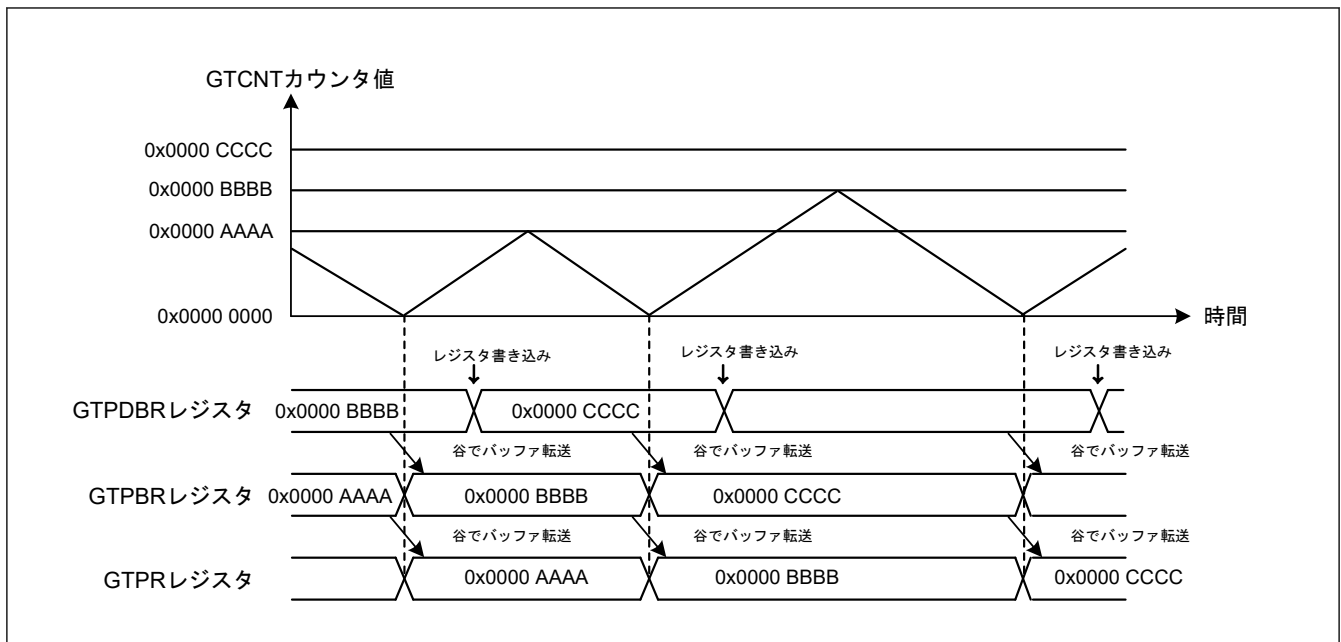 GTCNTカウンタ値
0x0000 CCCC
0x0000 BBBB
0x0000 AAAA
0x0000 0000
時間
レジスタ書き込み レジスタ書き込み レジスタ書き込み
GTPDBRレジスタ 0x0000 BBBB 0x0000 CCCC
谷でバッファ転送 谷でバッファ転送 谷でバッファ転送
GTPBRレジスタ 0x0000 AAAA 0x0000 BBBB 0x0000 CCCC
谷でバッファ転送 谷でバッファ転送 谷でバッファ転送
GTPRレジスタ 0x0000 AAAA 0x0000 BBBB 0x0000 CCCC